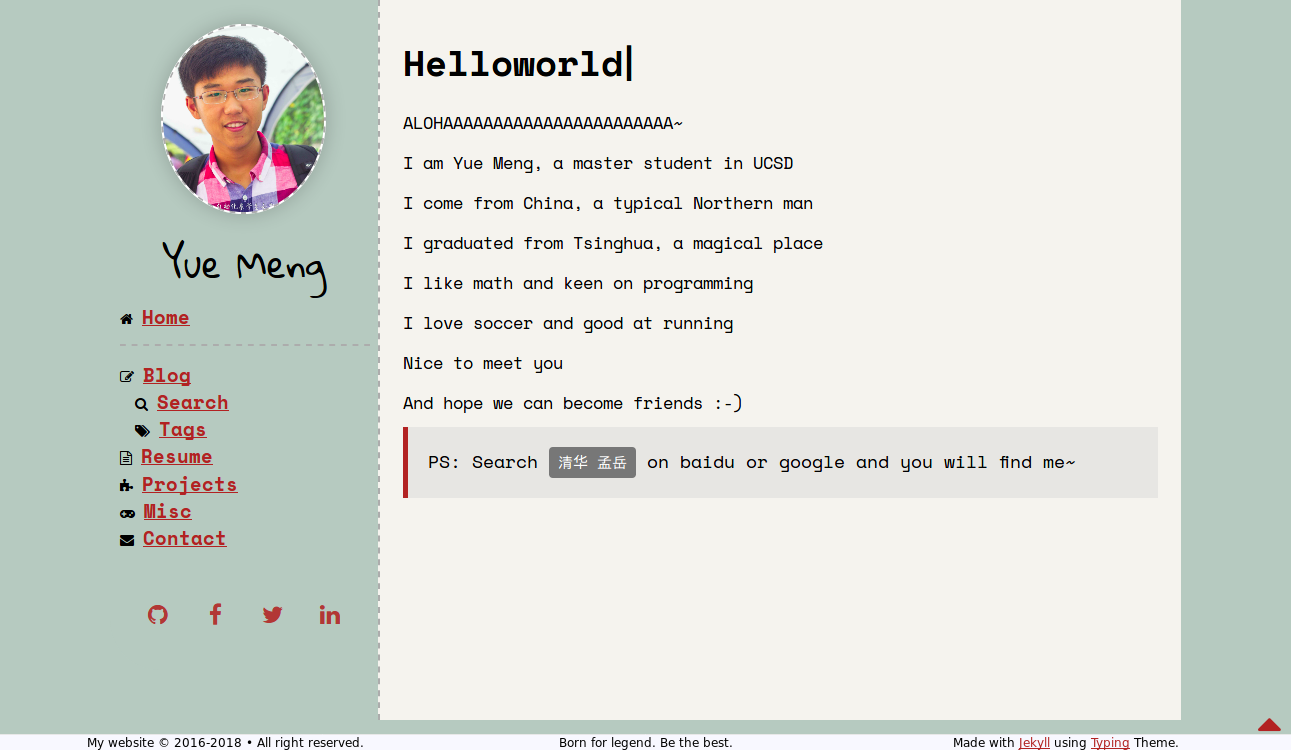 Yue Meng
Home
Blog
Search
Tags
Resume
Projects
Misc
Contact
Helloworld|
ALOHAAAAAAAAAAAAAAAAAAAAAAA~
I am Yue Meng, a master student in UCSD
I come from China, a typical Northern man
I graduated from Tsinghua, a magical place
I like math and keen on programming
I love soccer and good at running
Nice to meet you
And hope we can become friends :-)
PS: Search 清华 孟岳 on baidu or google and you will find me~
My website © 2016-2018 • All right reserved.
Born for legend. Be the best.
Made with Jekyll using Typing Theme.